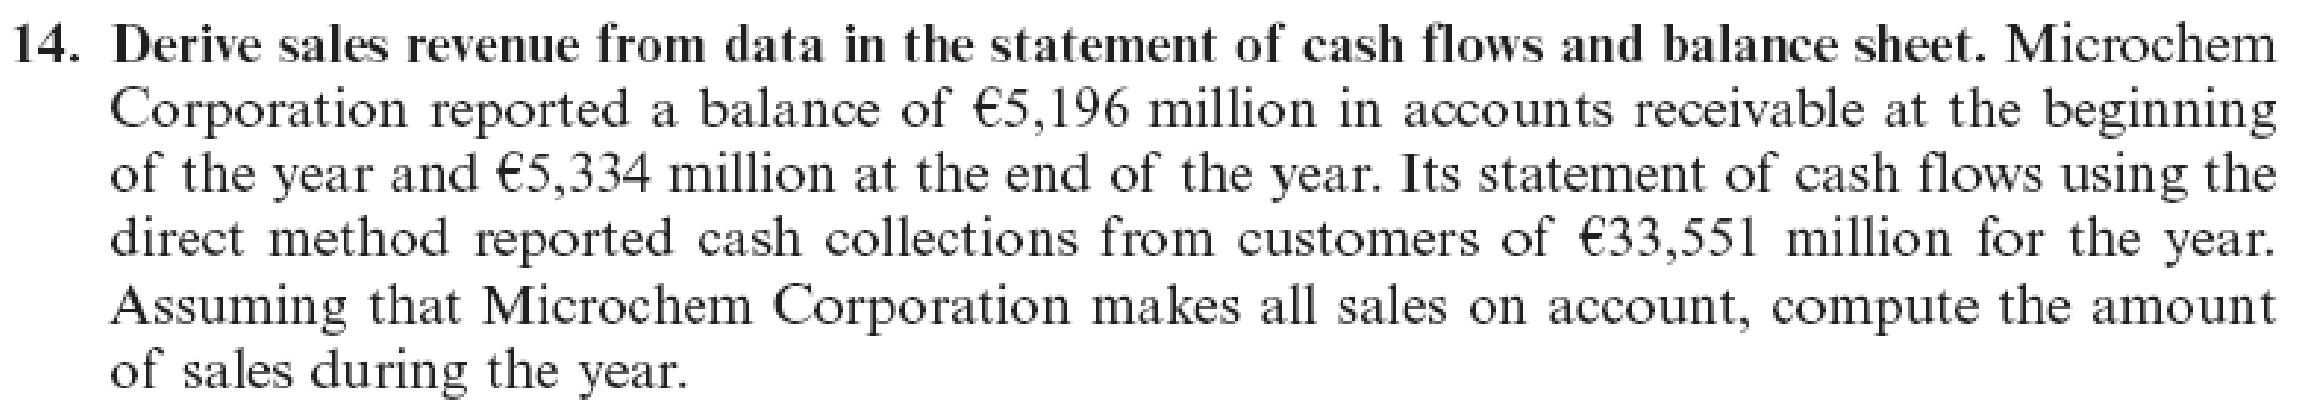 14. Derive sales revenue from data in the statement of cash flows and balance sheet. Microchem
Corporation reported a balance of €5,196 million in accounts receivable at the beginning
of the year and €5,334 million at the end of the year. Its statement of cash flows using the
direct method reported cash collections from customers of €33,551 million for the year.
Assuming that Microchem Corporation makes all sales on account, compute the amount
of sales during the year.